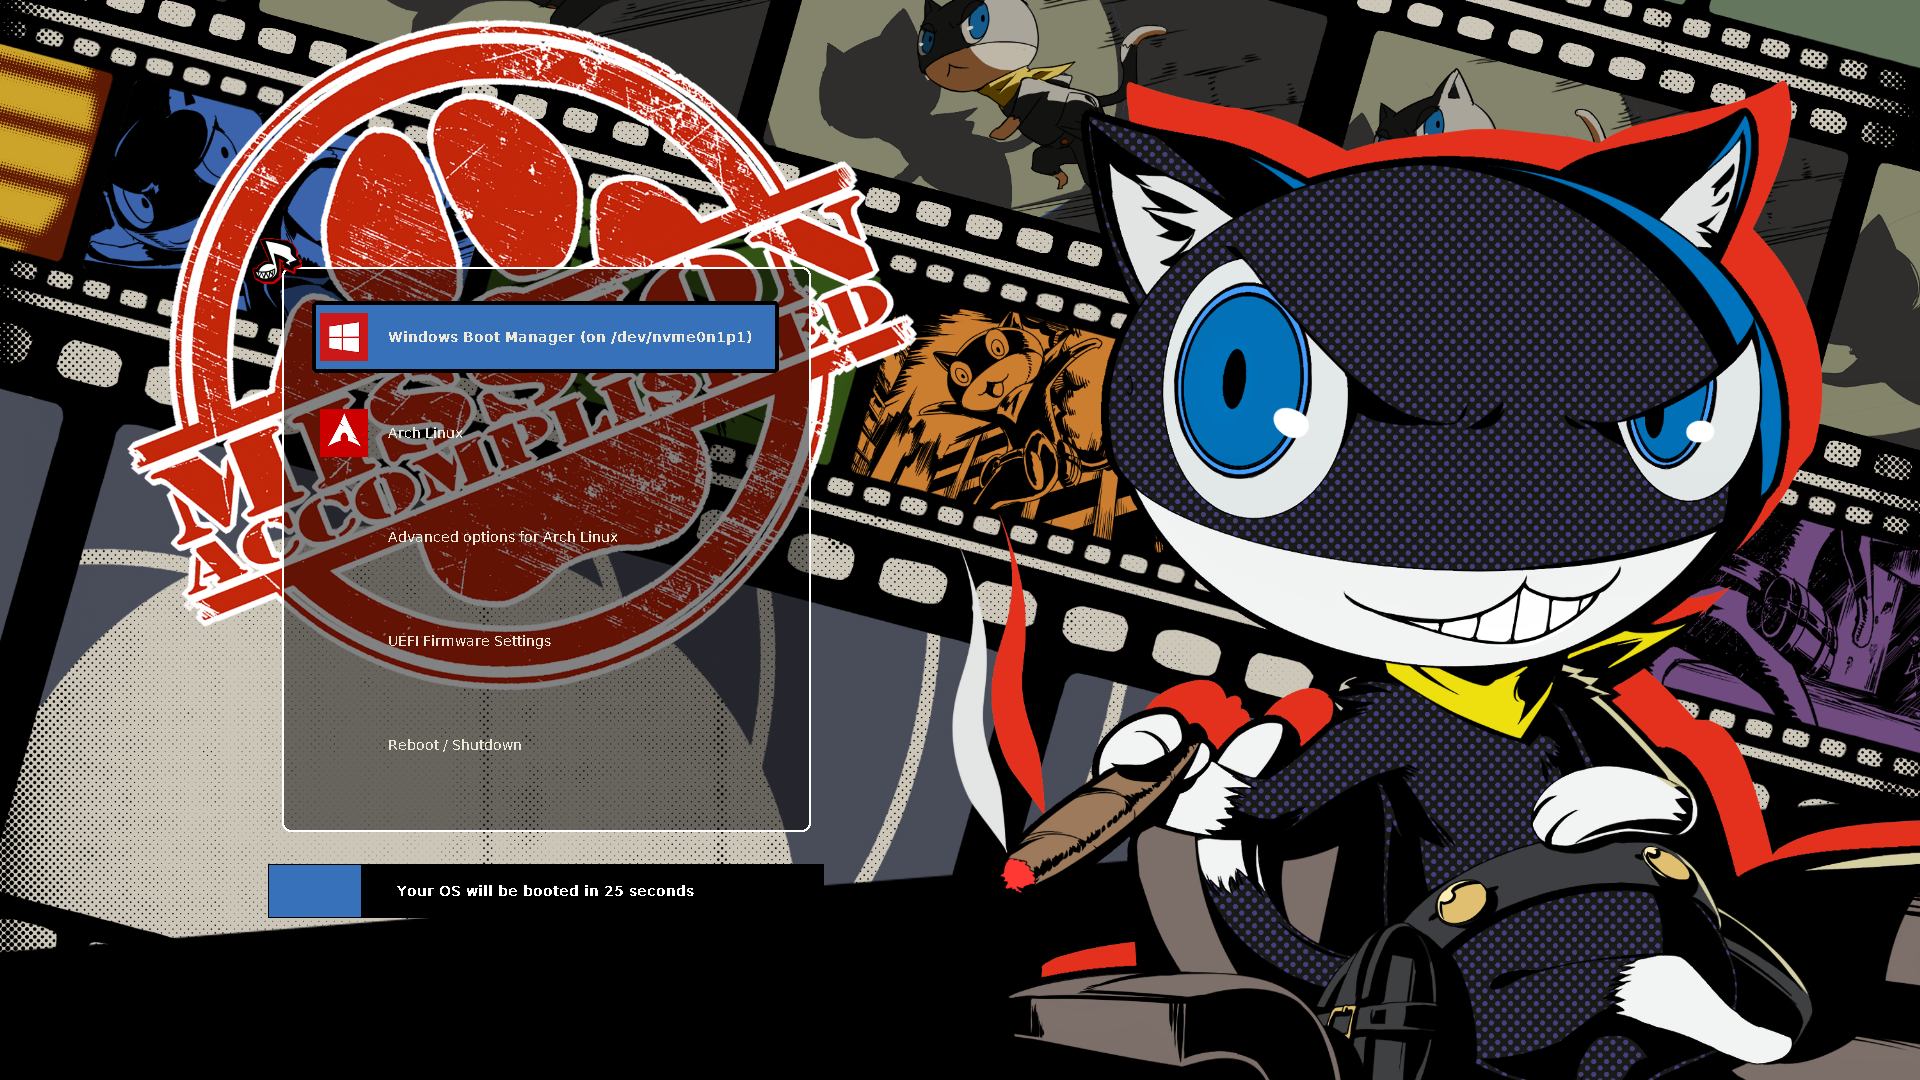 MISSION
ACCOMPLISHED
Windows Boot Manager (on /dev/nvme0n1p1)
Arch Linux
Advanced options for Arch Linux
UEFI Firmware Settings
Reboot / Shutdown
Your OS will be booted in 25 seconds